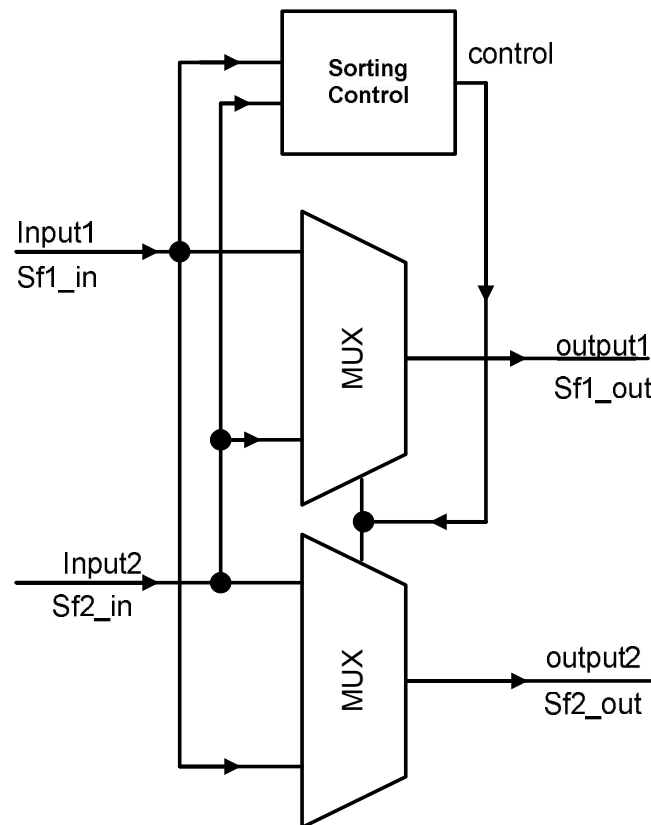 control
Sorting
Control
Input1
Sf1_in
MUX
output1
Sf1_out
Input2
Sf2_in
MUX
output2
Sf2_out